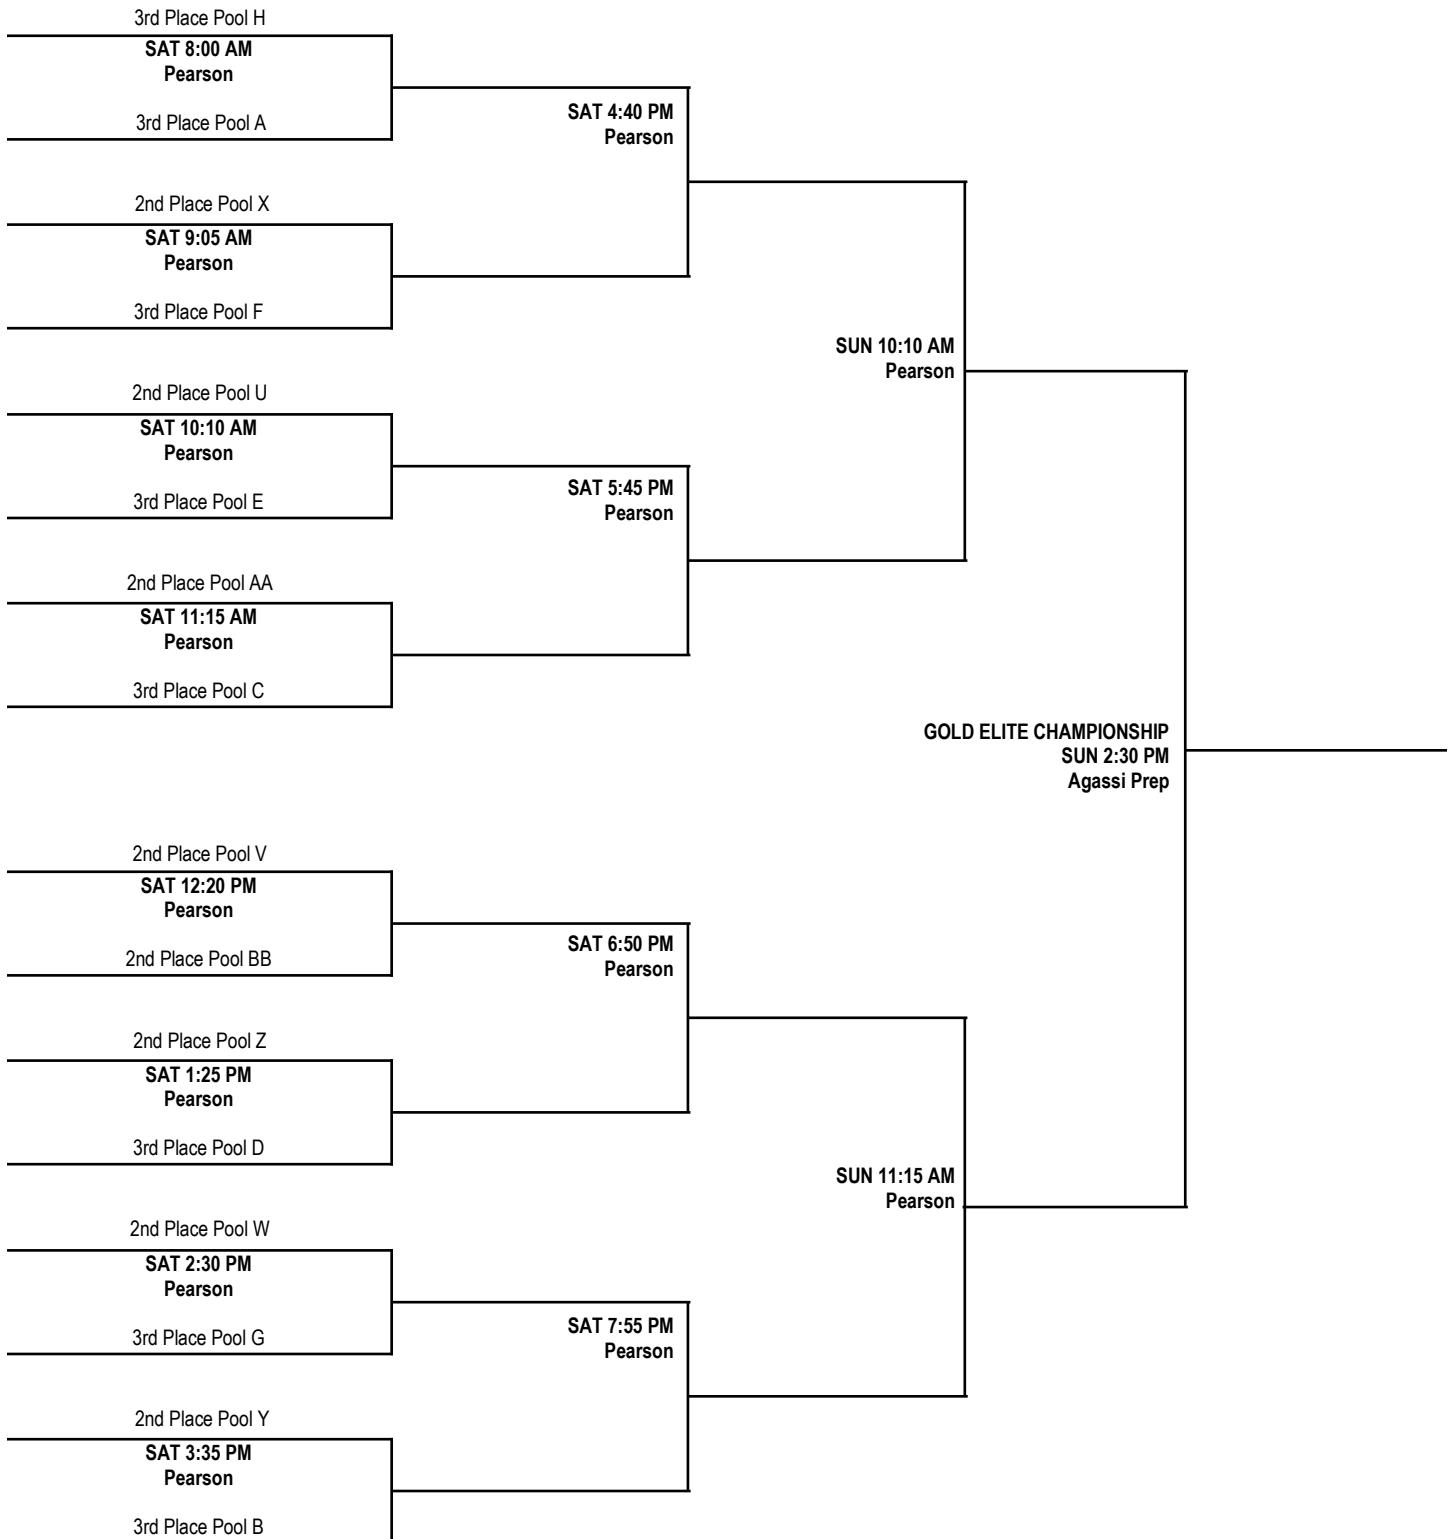 3rd Place Pool H
SAT 8:00 AM
Pearson
3rd Place Pool A
SAT 4:40 PM
Pearson
2nd Place Pool X
SAT 9:05 AM
Pearson
3rd Place Pool F
SUN 10:10 AM
Pearson
2nd Place Pool U
SAT 10:10 AM
Pearson
3rd Place Pool E
SAT 5:45 PM
Pearson
2nd Place Pool AA
SAT 11:15 AM
Pearson
3rd Place Pool C
GOLD ELITE CHAMPIONSHIP
SUN 2:30 PM
Agassi Prep
2nd Place Pool V
SAT 12:20 PM
Pearson
2nd Place Pool BB
SAT 6:50 PM
Pearson
2nd Place Pool Z
SAT 1:25 PM
Pearson
3rd Place Pool D
SUN 11:15 AM
Pearson
2nd Place Pool W
SAT 2:30 PM
Pearson
3rd Place Pool G
SAT 7:55 PM
Pearson
2nd Place Pool Y
SAT 3:35 PM
Pearson
3rd Place Pool B